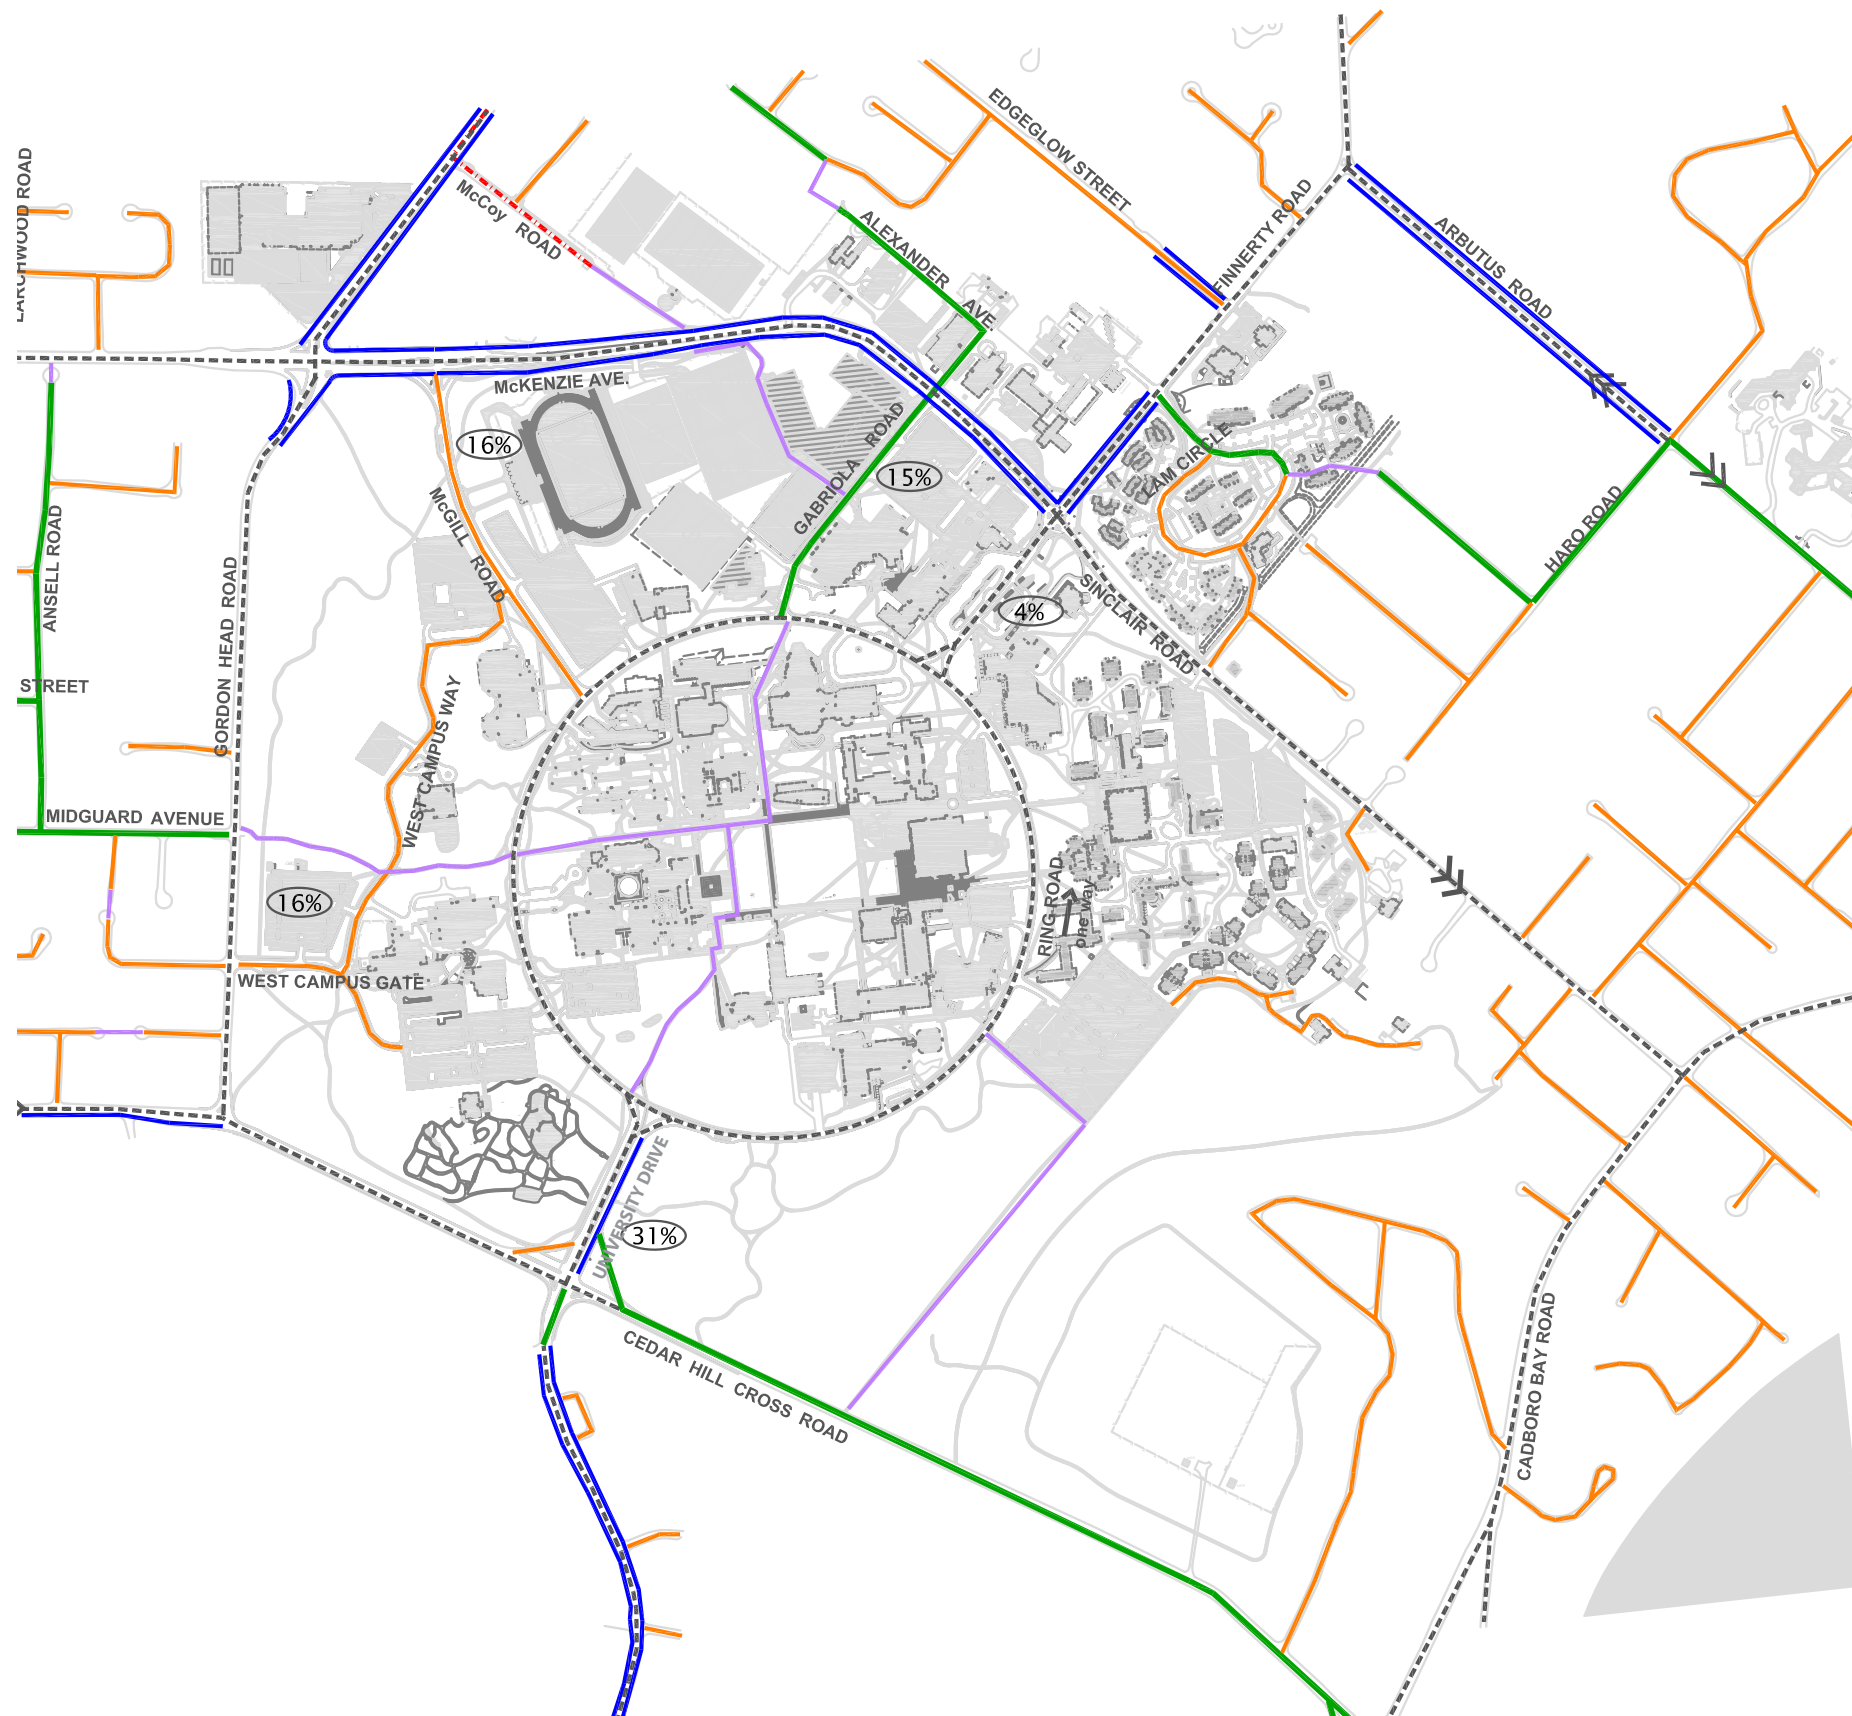 EDGEGLOW STREET
LARCHWOOD ROAD
McCoy ROAD
ALEXANDER AVE.
FINNERTY ROAD
ARBUTUS ROAD
McKENZIE AVE.
16%
15%
GABRIOLA ROAD
LAM CIRCLE
McGILL ROAD
HARO ROAD
ANSELL ROAD
GORDON HEAD ROAD
4%
SINCLAIR ROAD
STREET
WEST CAMPUS WAY
MIDGUARD AVENUE
16%
RING ROAD
one way
WEST CAMPUS GATE
UNIVERSITY DRIVE
31%
CEDAR HILL CROSS ROAD
CADBORO BAY ROAD